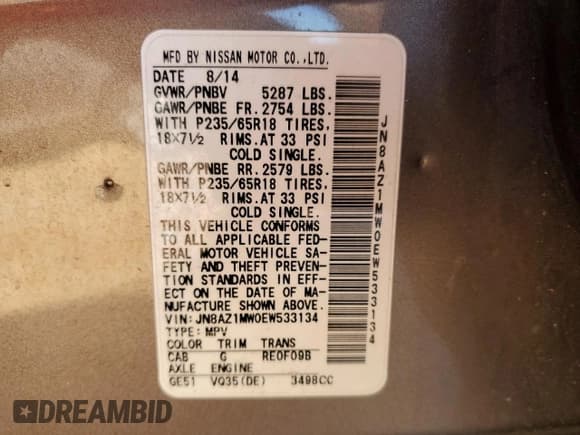 MFD BY NISSAN MOTOR CO.,LTD.
DATE 8/14
GVWR/PNBV 5287 LBS.
GAWR/PNBE FR. 2754 LBS.
WITH P235/65R18 TIRES,
18X7½ RIMS.AT 33 PSI
COLD SINGLE.
GAWR/PNBE RR. 2579 LBS.
WITH P235/65R18 TIRES,
18X7½ RIMS.AT 33 PSI
COLD SINGLE.
THIS VEHICLE CONFORMS
TO ALL APPLICABLE FED-
ERAL MOTOR VEHICLE SA-
FETY AND THEFT PREVEN-
TION STANDARDS IN EFF-
ECT ON THE DATE OF MA-
NUFACTURE SHOWN ABOVE.
VIN: JN8AZ1MW0EW533134
TYPE: MPV
COLOR TRIM TRANS
CAB G RE0F09B
AXLE ENGINE
GE51 VQ35(DE) 3498CC
JN8AZ1MW0EW533134
DREAMBID